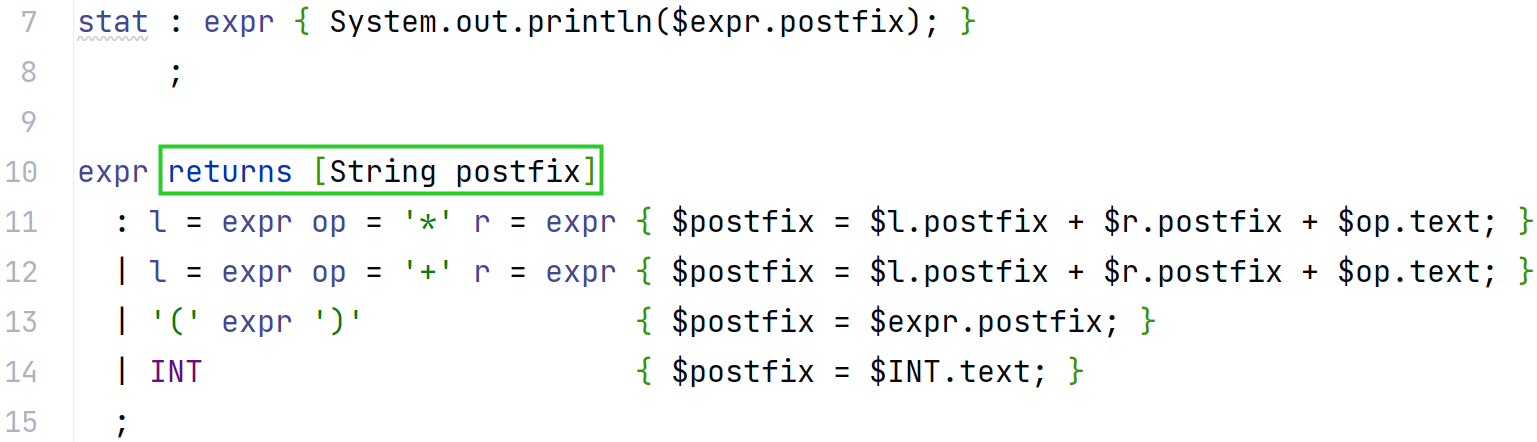 7 stat : expr { System.out.println($expr.postfix); }
8 ;
9
10 expr returns [String postfix]
11 : l = expr op = '*' r = expr { $postfix = $l.postfix + $r.postfix + $op.text; }
12 | l = expr op = '+' r = expr { $postfix = $l.postfix + $r.postfix + $op.text; }
13 | '(' expr ')' { $postfix = $expr.postfix; }
14 | INT { $postfix = $INT.text; }
15 ;